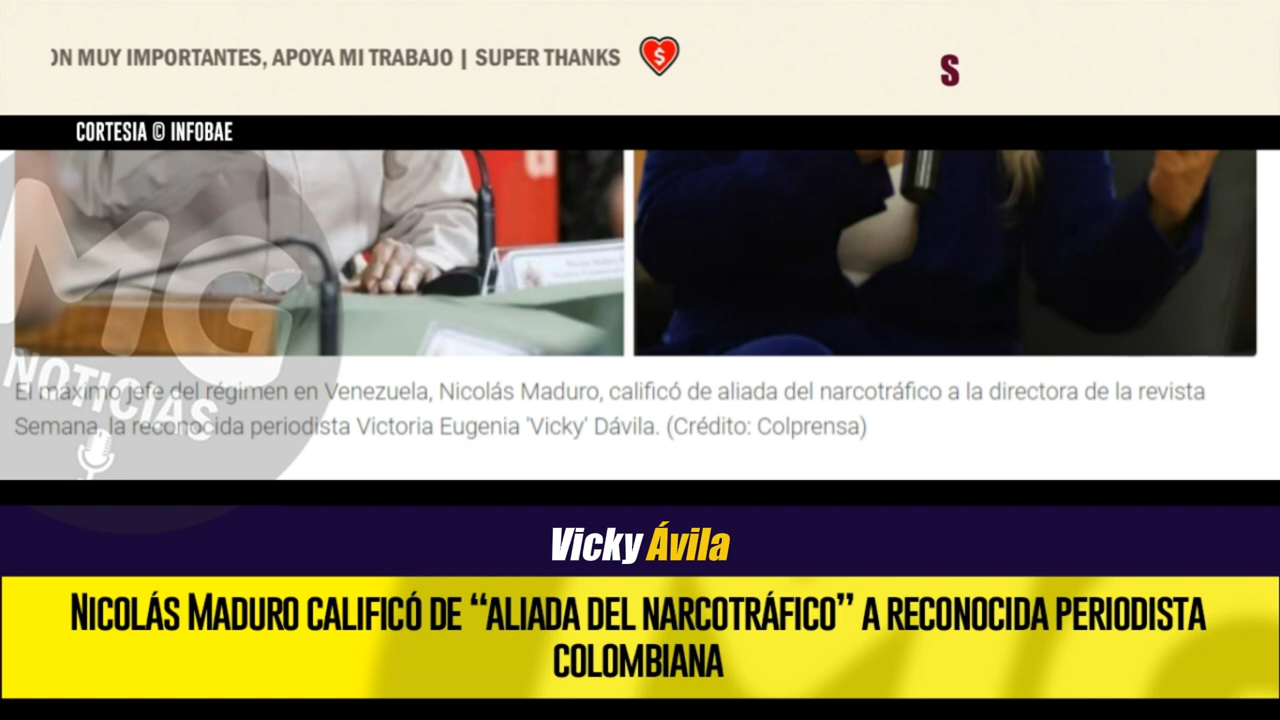 ON MUY IMPORTANTES, APOYA MI TRABAJO | SUPER THANKS
S
CORTESIA © INFOBAE
MG
NOTICIAS
El máximo jefe del régimen en Venezuela, Nicolás Maduro, calificó de aliada del narcotráfico a la directora de la revista
Semana, la reconocida periodista Victoria Eugenia 'Vicky' Dávila. (Crédito: Colprensa)
Vicky Ávila
NICOLÁS MADURO CALIFICÓ DE “ALIADA DEL NARCOTRÁFICO” A RECONOCIDA PERIODISTA
COLOMBIANA